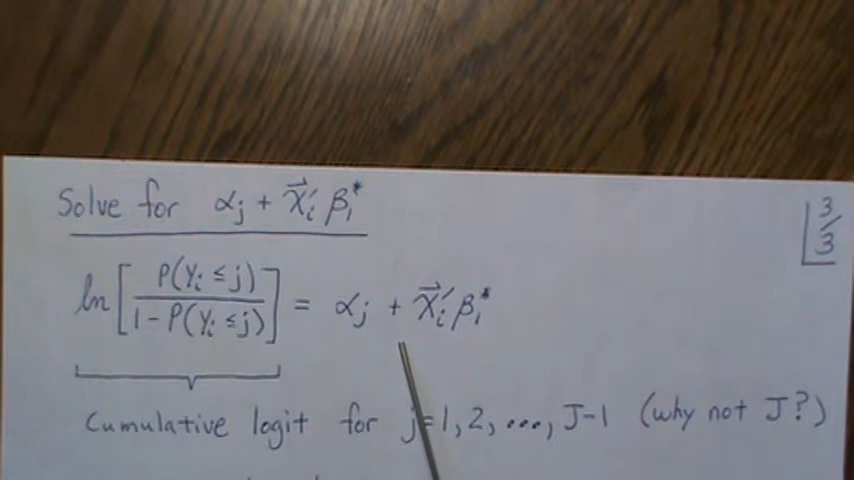 Solve for αj + x⃗i′ β1*
3/3
ln [ P(Yi ≤ j) / 1 - P(Yi ≤ j) ] = αj + x⃗i′ β1*
Cumulative logit for j=1, 2, ..., J-1 (why not J?)